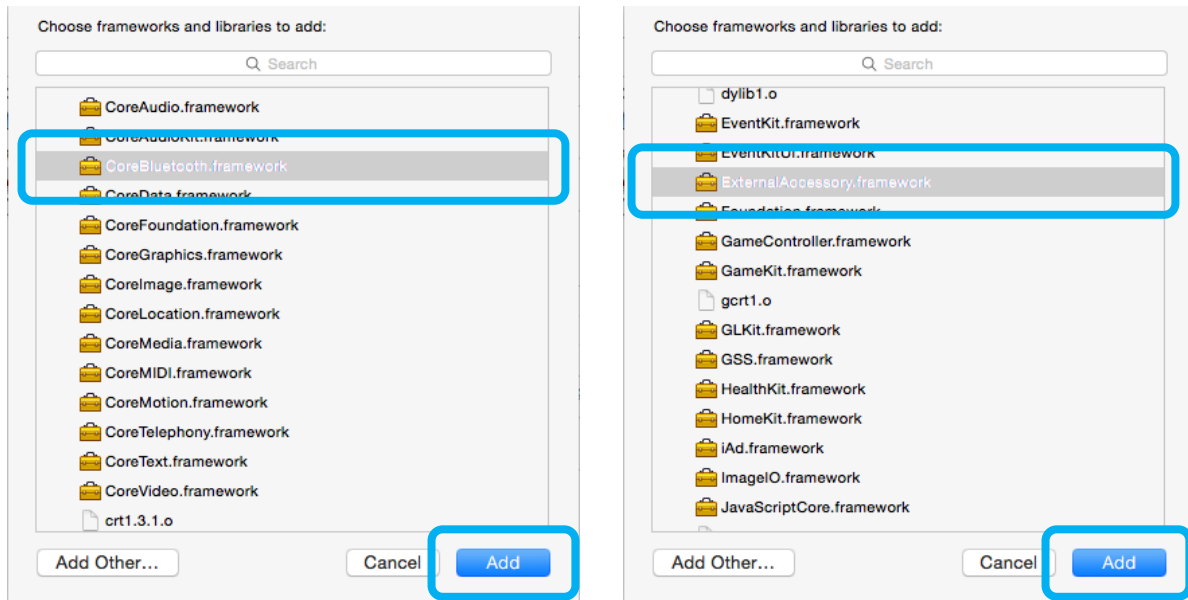 Choose frameworks and libraries to add:
Search
CoreAudio.framework
CoreAudioKit.framework
CoreBluetooth.framework
CoreData.framework
CoreFoundation.framework
CoreGraphics.framework
CoreImage.framework
CoreLocation.framework
CoreMedia.framework
CoreMIDI.framework
CoreMotion.framework
CoreTelephony.framework
CoreText.framework
CoreVideo.framework
crt1.3.1.o
Add Other...
Cancel
Add
Choose frameworks and libraries to add:
Search
dylib1.o
EventKit.framework
EventKitUI.framework
ExternalAccessory.framework
Foundation.framework
GameController.framework
GameKit.framework
gcrt1.o
GLKit.framework
GSS.framework
HealthKit.framework
HomeKit.framework
iAd.framework
ImageIO.framework
JavaScriptCore.framework
Add Other...
Cancel
Add